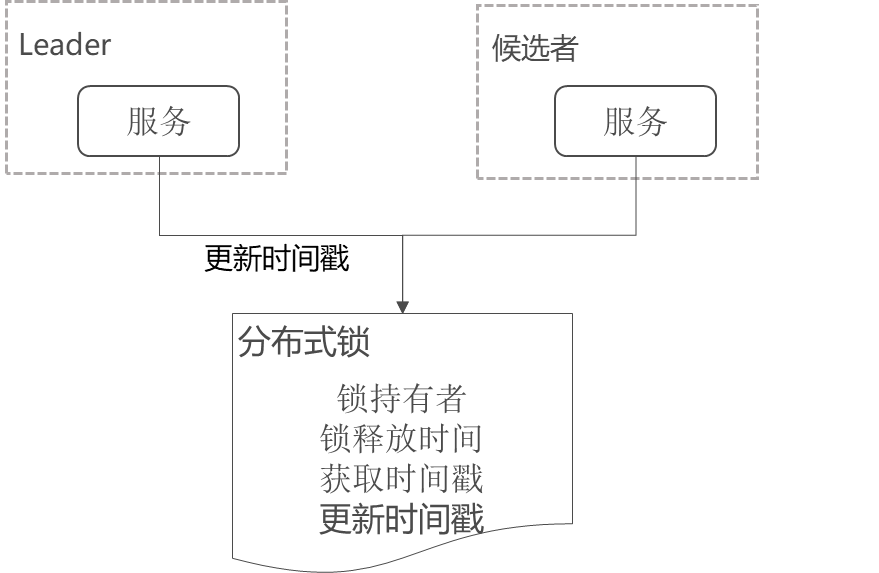 Leader
候选者
服务
服务
更新时间戳
分布式锁
锁持有者
锁释放时间
获取时间戳
更新时间戳